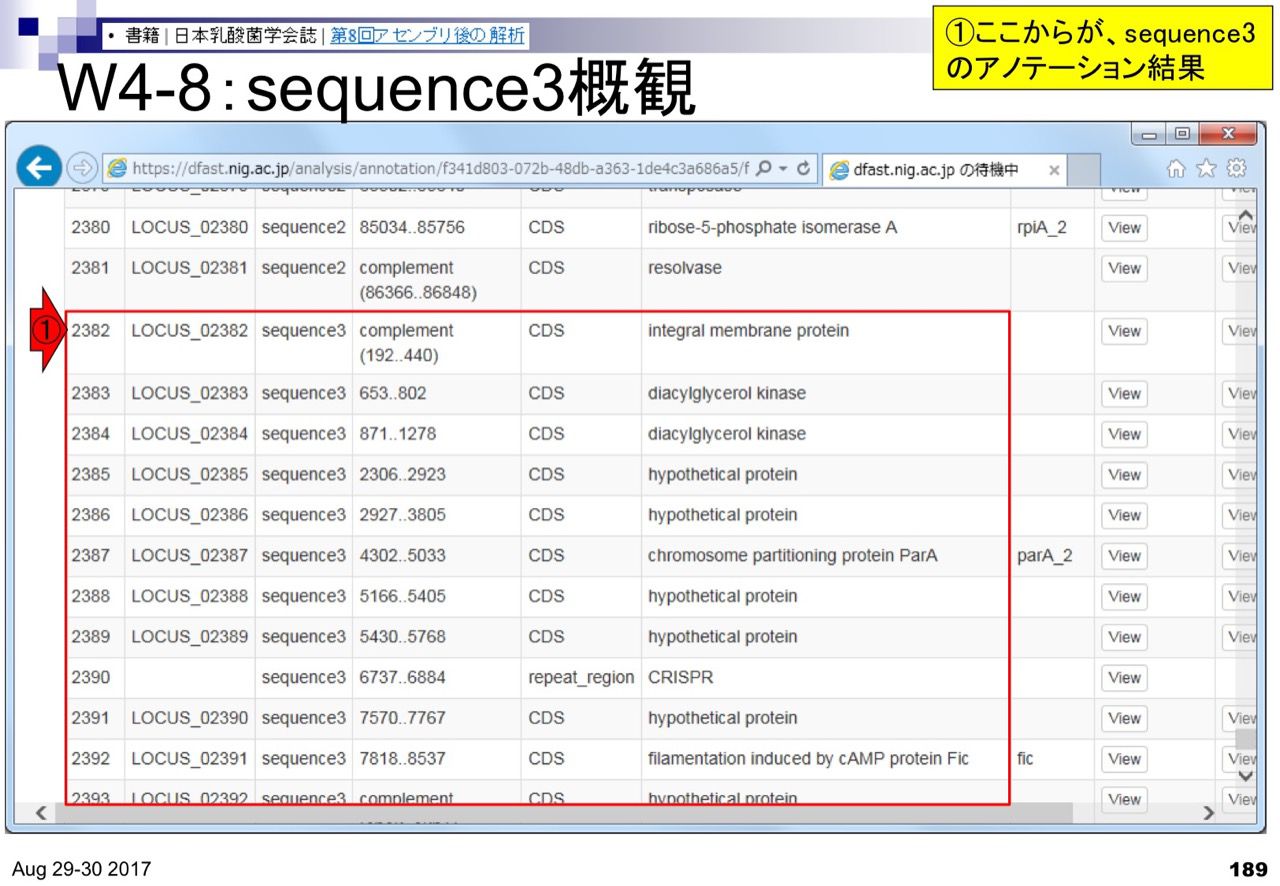 • 書籍 | 日本乳酸菌学会誌 | 第8回アセンブリ後の解析
①ここからが、sequence3
のアノテーション結果
W4-8：sequence3概観
https://dfast.nig.ac.jp/analysis/annotation/f341d803-072b-48db-a363-1de4c3a686a5/f
dfast.nig.ac.jp の待機中
2380 LOCUS_02380 sequence2 85034..85756 CDS ribose-5-phosphate isomerase A rpiA_2 View View
2381 LOCUS_02381 sequence2 complement CDS resolvase View View
(86366..86848)
①
2382 LOCUS_02382 sequence3 complement CDS integral membrane protein View View
(192..440)
2383 LOCUS_02383 sequence3 653..802 CDS diacylglycerol kinase View View
2384 LOCUS_02384 sequence3 871..1278 CDS diacylglycerol kinase View View
2385 LOCUS_02385 sequence3 2306..2923 CDS hypothetical protein View View
2386 LOCUS_02386 sequence3 2927..3805 CDS hypothetical protein View View
2387 LOCUS_02387 sequence3 4302..5033 CDS chromosome partitioning protein ParA parA_2 View View
2388 LOCUS_02388 sequence3 5166..5405 CDS hypothetical protein View View
2389 LOCUS_02389 sequence3 5430..5768 CDS hypothetical protein View View
2390 sequence3 6737..6884 repeat_region CRISPR View
2391 LOCUS_02390 sequence3 7570..7767 CDS hypothetical protein View View
2392 LOCUS_02391 sequence3 7818..8537 CDS filamentation induced by cAMP protein Fic fic View View
2393 LOCUS_02392 sequence3 complement CDS hypothetical protein View View
Aug 29-30 2017
189